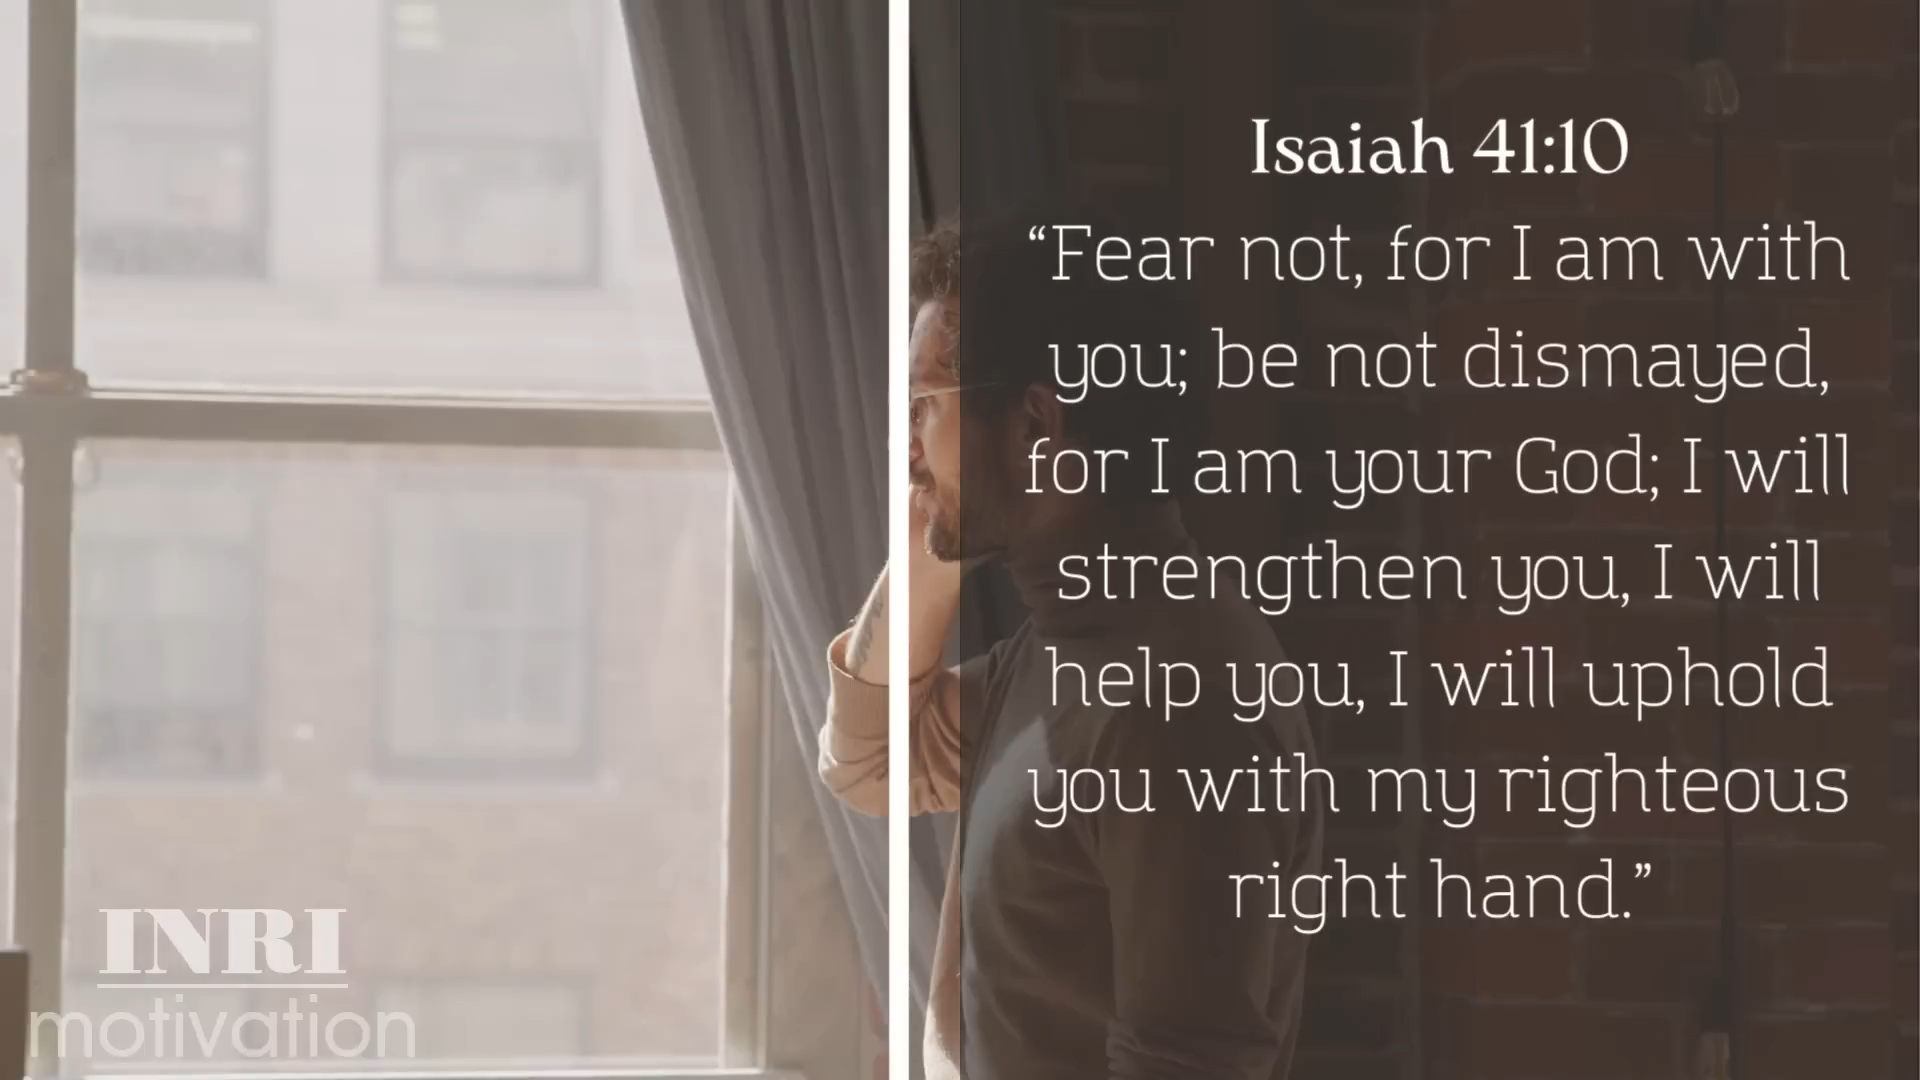 Isaiah 41:10
“Fear not, for I am with
you; be not dismayed,
for I am your God; I will
strengthen you, I will
help you, I will uphold
you with my righteous
right hand.”
INRI
motivation